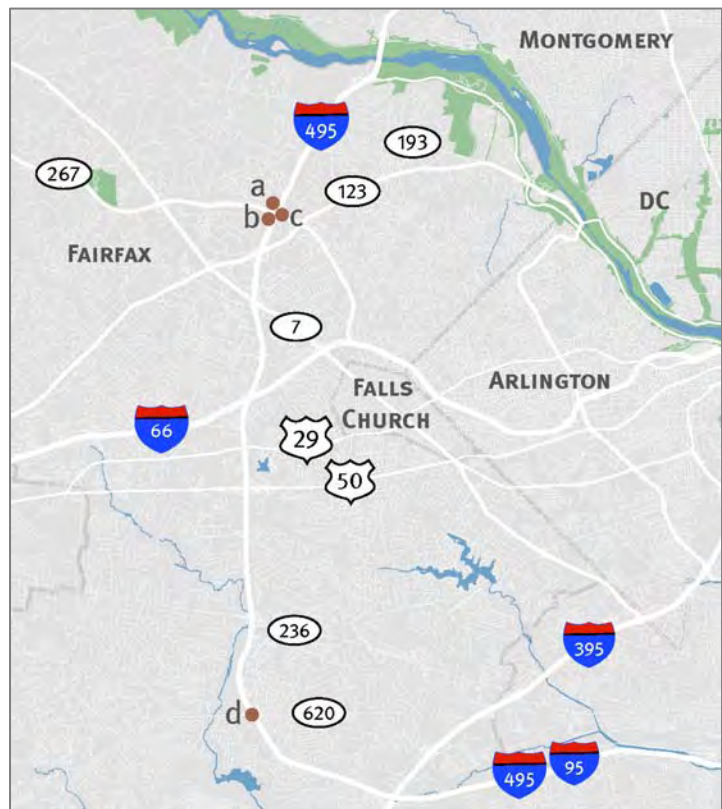 MONTGOMERY
495
193
267
a
123
DC
b
c
FAIRFAX
7
ARLINGTON
FALLS
CHURCH
66
29
50
236
395
d
620
495
95